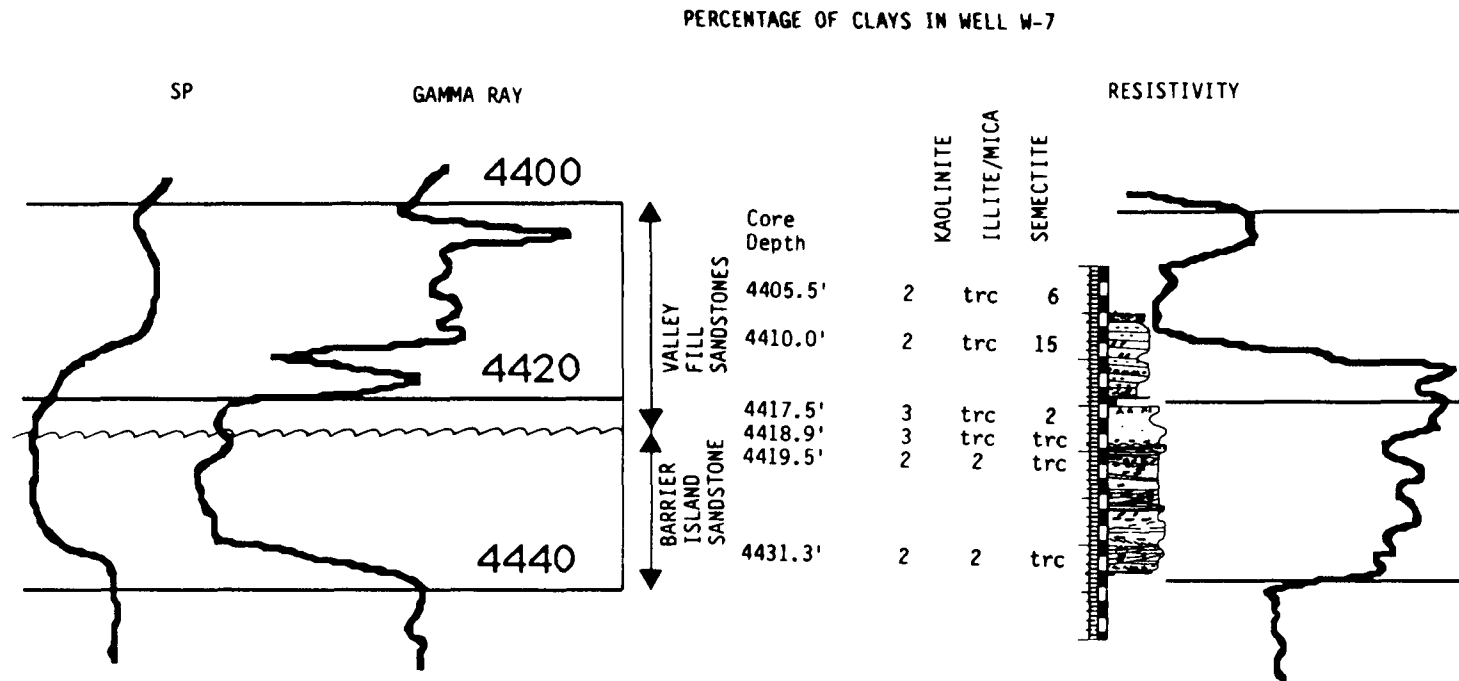 PERCENTAGE OF CLAYS IN WELL W-7
SP
GAMMA RAY
RESISTIVITY
KAOLINITE
ILLITE/MICA
SEMECTITE
4400
4420
4440
VALLEY
FILL
SANDSTONES
BARRIER
ISLAND
SANDSTONE
Core
Depth
4405.5' 2 trc 6
4410.0' 2 trc 15
4417.5' 3 trc 2
4418.9' 3 trc trc
4419.5' 2 2 trc
4431.3' 2 2 trc